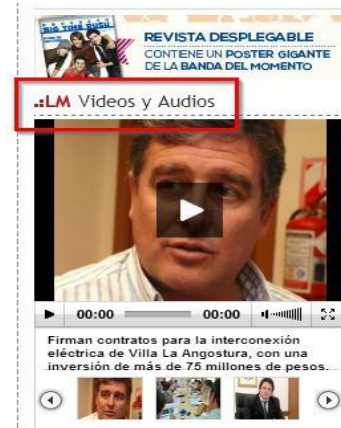 BIG TIME RUSH
REVISTA DESPLEGABLE
CONTIENE UN POSTER GIGANTE
DE LA BANDA DEL MOMENTO
.:LM Videos y Audios
00:00 00:00
Firman contratos para la interconexión
eléctrica de Villa La Angostura, con una
inversión de más de 75 millones de pesos.